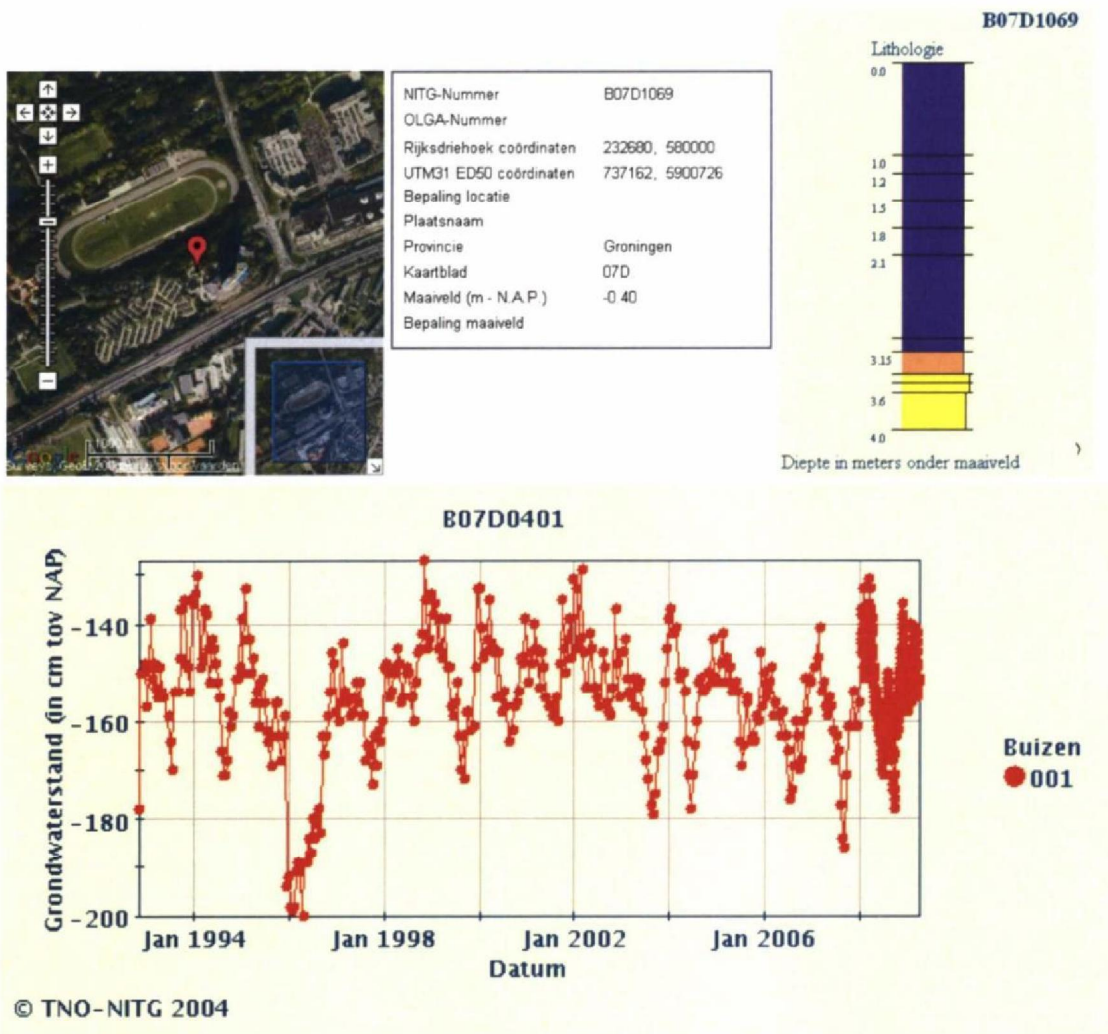 B07D1069
Lithologie
0.0
1.0
1.2
1.5
1.8
2.1
3.15
3.6
4.0
Diepte in meters onder maaiveld
NITG-Nummer B07D1069
OLGA-Nummer
Rijksdriehoek coördinaten 232680, 580000
UTM31 ED50 coördinaten 737162, 5900726
Bepaling locatie
Plaatsnaam
Provincie Groningen
Kaartblad 07D
Maaiveld (m - N.A.P.) -0.40
Bepaling maaiveld
B07D0401
Grondwaterstand (in cm tov NAP)
-140
-160
-180
-200
Jan 1994 Jan 1998 Jan 2002 Jan 2006
Datum
Buizen
001
© TNO-NITG 2004